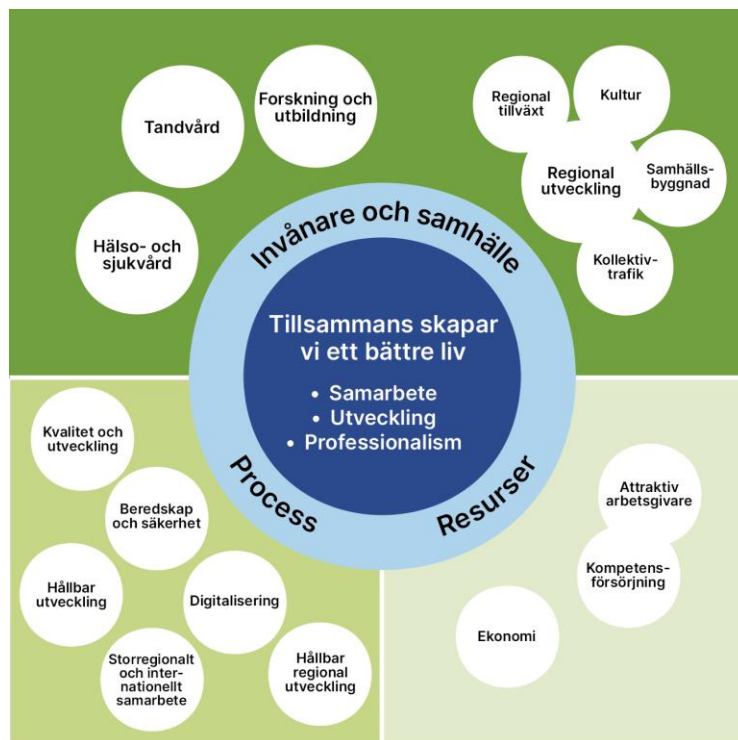 Tandvård
Forskning och
utbildning
Hälso- och
sjukvård
Regional
tillväxt
Kultur
Regional
utveckling
Samhälls-
byggnad
Kollektiv-
trafik
Invånare och samhälle
Tillsammans skapar
vi ett bättre liv
• Samarbete
• Utveckling
• Professionalism
Process
Resurser
Kvalitet och
utveckling
Beredskap
och säkerhet
Hållbar
utveckling
Digitalisering
Storregionalt
och inter-
nationellt
samarbete
Hållbar
regional
utveckling
Attraktiv
arbetsgivare
Kompetens-
försörjning
Ekonomi